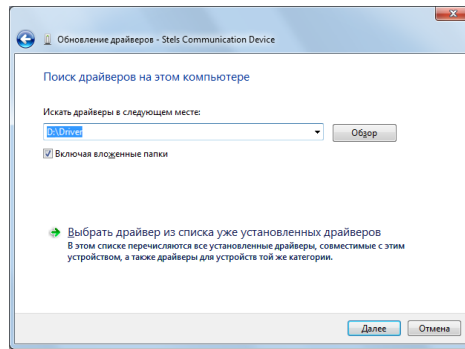 Обновление драйверов - Stels Communication Device
Поиск драйверов на этом компьютере
Искать драйверы в следующем месте:
D:\Driver
Обзор
Включая вложенные папки
Выбрать драйвер из списка уже установленных драйверов
В этом списке перечисляются все установленные драйверы, совместимые с этим
устройством, а также драйверы для устройств той же категории.
Далее
Отмена